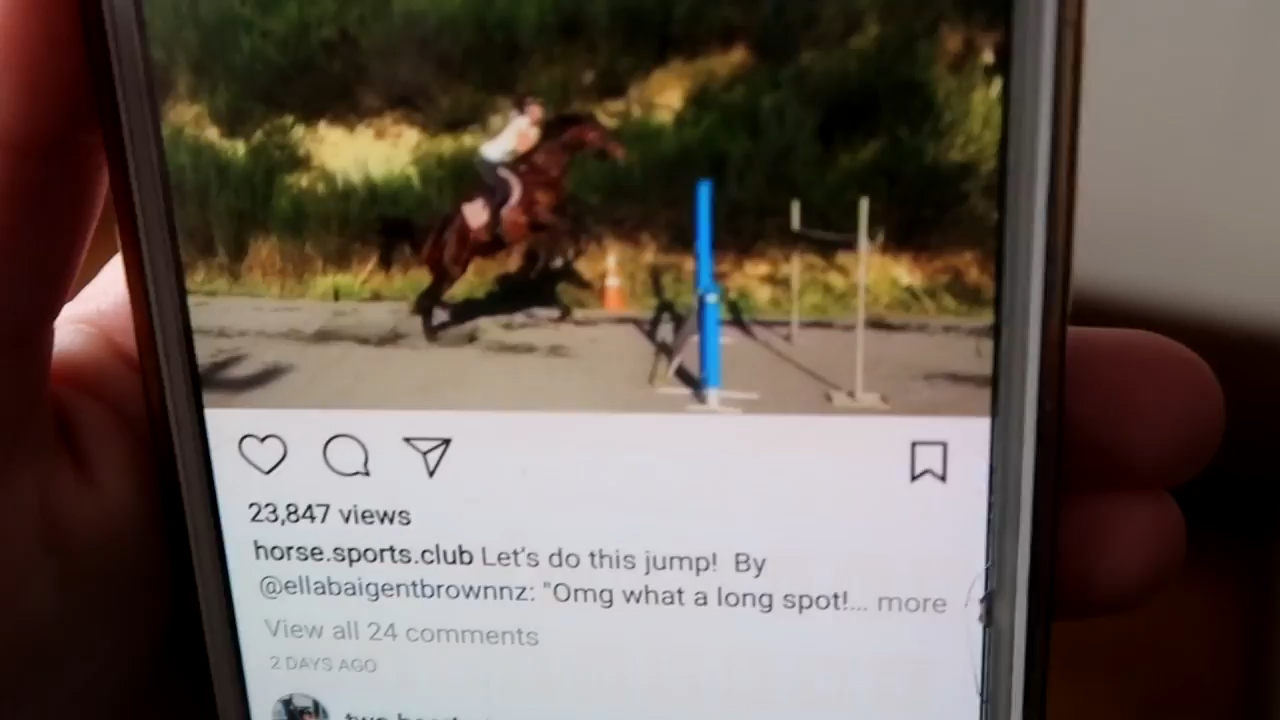 23,847 views
horse.sports.club Let's do this jump! By
@ellabaigentbrownnz: "Omg what a long spot!... more
View all 24 comments
2 DAYS AGO